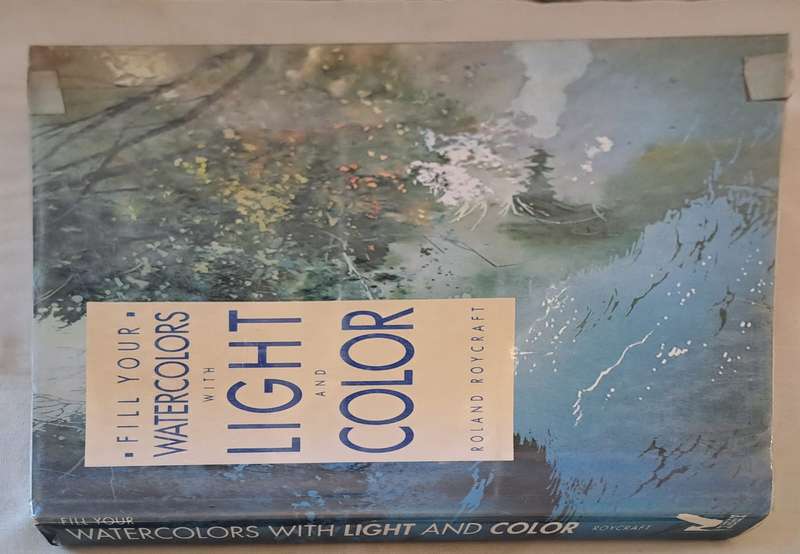 ▪ FILL YOUR ▪
WATERCOLORS
WITH
LIGHT
AND
COLOR
ROLAND ROYCRAFT
FILL YOUR
WATERCOLORS WITH LIGHT AND COLOR ROYCRAFT